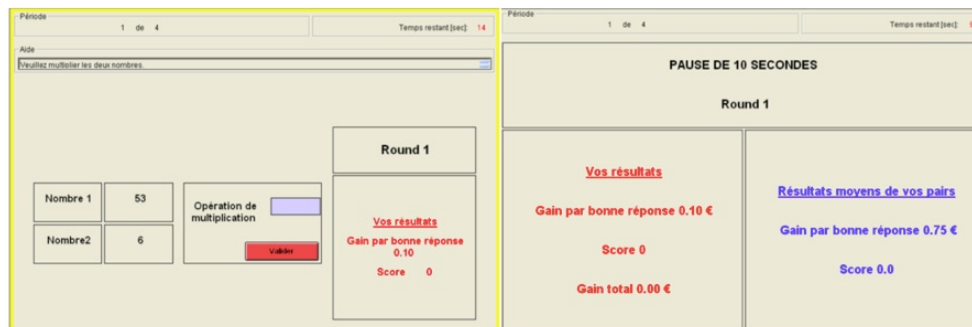 Période
1 de 4
Temps restant [sec]: 14
Aide
Veuillez multiplier les deux nombres.
Round 1
Nombre 1
53
Nombre2
6
Opération de
multiplication
Valider
Vos résultats
Gain par bonne réponse
0.10
Score 0
Période
1 de 4
Temps restant [sec]:
PAUSE DE 10 SECONDES
Round 1
Vos résultats
Gain par bonne réponse 0.10 €
Score 0
Gain total 0.00 €
Résultats moyens de vos pairs
Gain par bonne réponse 0.75 €
Score 0.0